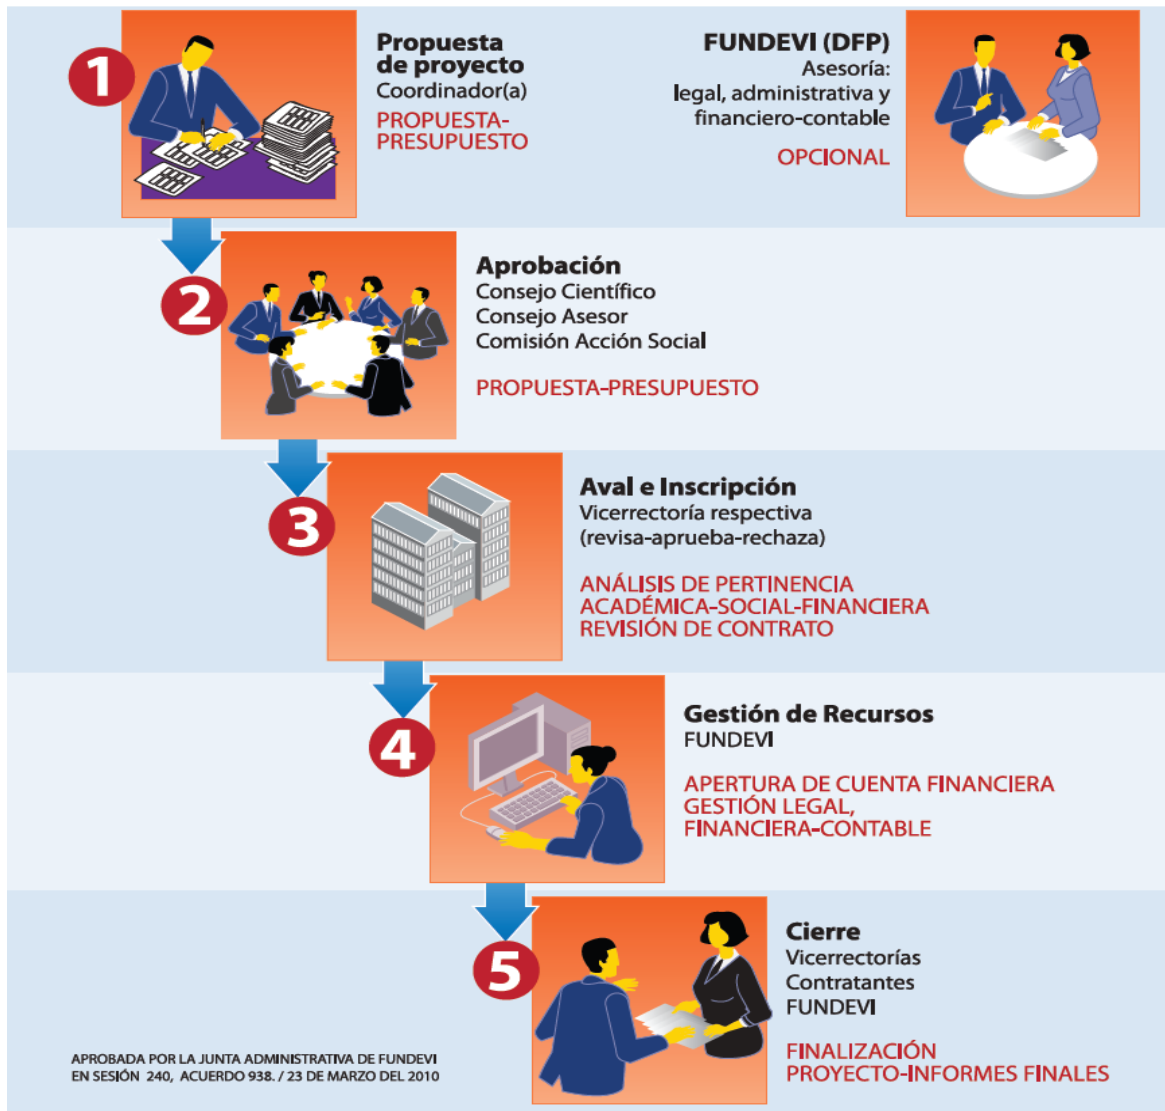 1
Propuesta
de proyecto
Coordinador(a)
PROPUESTA-
PRESUPUESTO
FUNDEVI (DFP)
Asesoría:
legal, administrativa y
financiero-contable
OPCIONAL
2
Aprobación
Consejo Científico
Consejo Asesor
Comisión Acción Social
PROPUESTA-PRESUPUESTO
3
Aval e Inscripción
Vicerrectoría respectiva
(revisa-aprueba-rechaza)
ANÁLISIS DE PERTINENCIA
ACADÉMICA-SOCIAL-FINANCIERA
REVISIÓN DE CONTRATO
4
Gestión de Recursos
FUNDEVI
APERTURA DE CUENTA FINANCIERA
GESTIÓN LEGAL,
FINANCIERA-CONTABLE
5
Cierre
Vicerrectorías
Contratantes
FUNDEVI
FINALIZACIÓN
PROYECTO-INFORMES FINALES
APROBADA POR LA JUNTA ADMINISTRATIVA DE FUNDEVI
EN SESIÓN 240, ACUERDO 938. / 23 DE MARZO DEL 2010